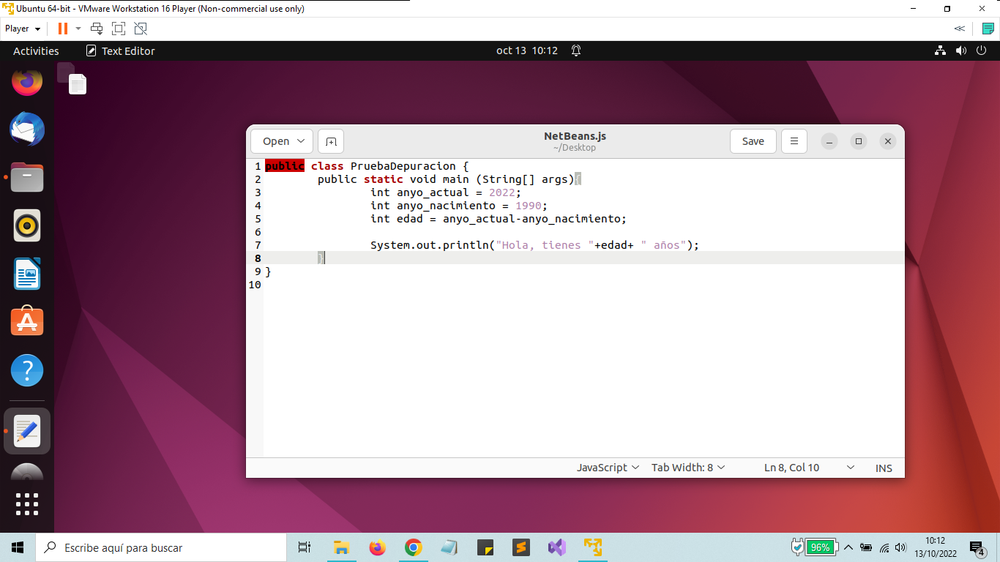 Ubuntu 64-bit - VMware Workstation 16 Player (Non-commercial use only)
Player
Activities
Text Editor
oct 13 10:12
Open
NetBeans.js
~/Desktop
Save
1 public class PruebaDepuracion {
2 public static void main (String[] args){
3 int anyo_actual = 2022;
4 int anyo_nacimiento = 1990;
5 int edad = anyo_actual-anyo_nacimiento;
6
7 System.out.println("Hola, tienes "+edad+ " años");
8 }
9 }
10
JavaScript
Tab Width: 8
Ln 8, Col 10
INS
Escribe aquí para buscar
96%
10:12
13/10/2022
4